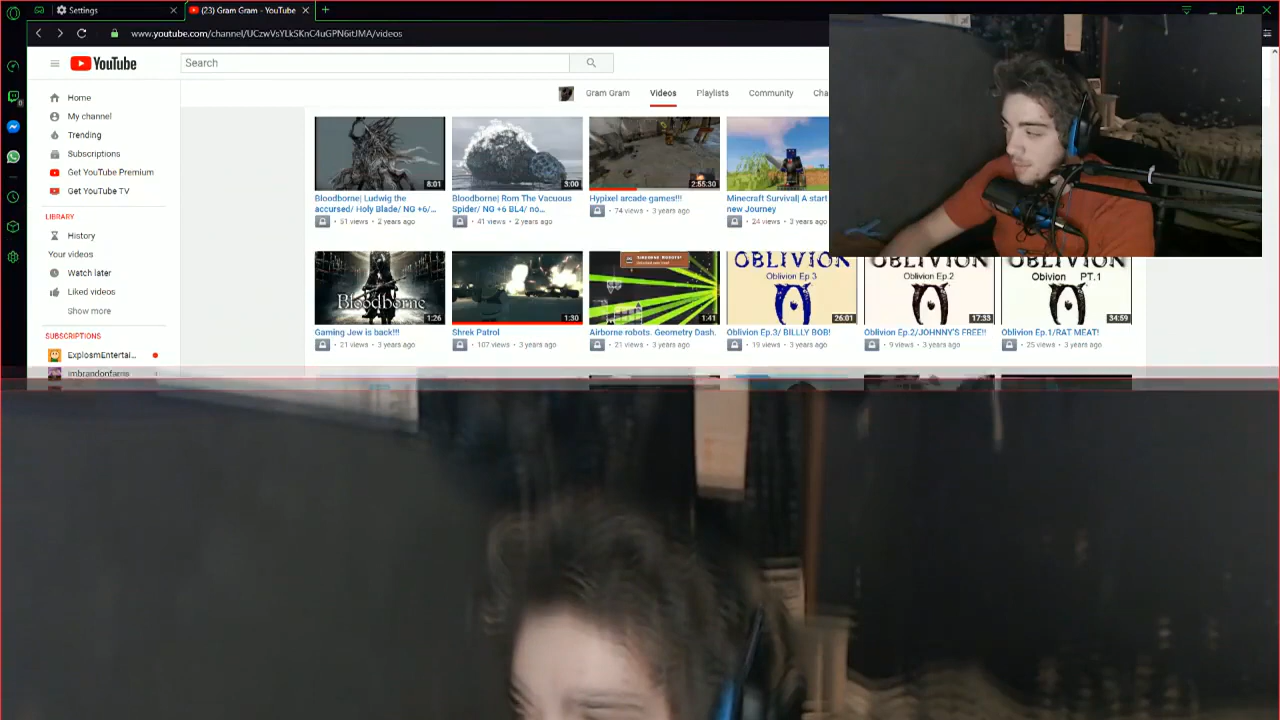 Settings
(23) Gram Gram - YouTube
www.youtube.com/channel/UCzwVsYLkSKnC4uGPN6itJMA/videos
YouTube
Search
Gram Gram
Videos
Playlists
Community
Cha
Home
My channel
Trending
Subscriptions
Get YouTube Premium
Get YouTube TV
LIBRARY
History
Your videos
Watch later
Liked videos
Show more
SUBSCRIPTIONS
ExplosmEntertai...
imbrandonfarris
8:01
Bloodborne| Ludwig the
accursed/ Holy Blade/ NG +6/...
51 views • 2 years ago
3:00
Bloodborne| Rom The Vacuous
Spider/ NG +6 BL4/ no...
41 views • 2 years ago
2:55:30
Hypixel arcade games!!!
74 views • 3 years ago
Minecraft Survival| A start
new Journey
24 views • 3 years ago
Bloodborne
1:26
Gaming Jew is back!!!
21 views • 3 years ago
1:30
Shrek Patrol
107 views • 3 years ago
1:41
Airborne robots. Geometry Dash.
21 views • 3 years ago
OBLIVION
Oblivion Ep 3
26:01
Oblivion Ep.3/ BILLLY BOB!
19 views • 3 years ago
OBLIVION
Oblivion Ep.2
17:33
Oblivion Ep.2/JOHNNY'S FREE!!
9 views • 3 years ago
OBLIVION
Oblivion PT.1
34:59
Oblivion Ep.1/RAT MEAT!
25 views • 3 years ago